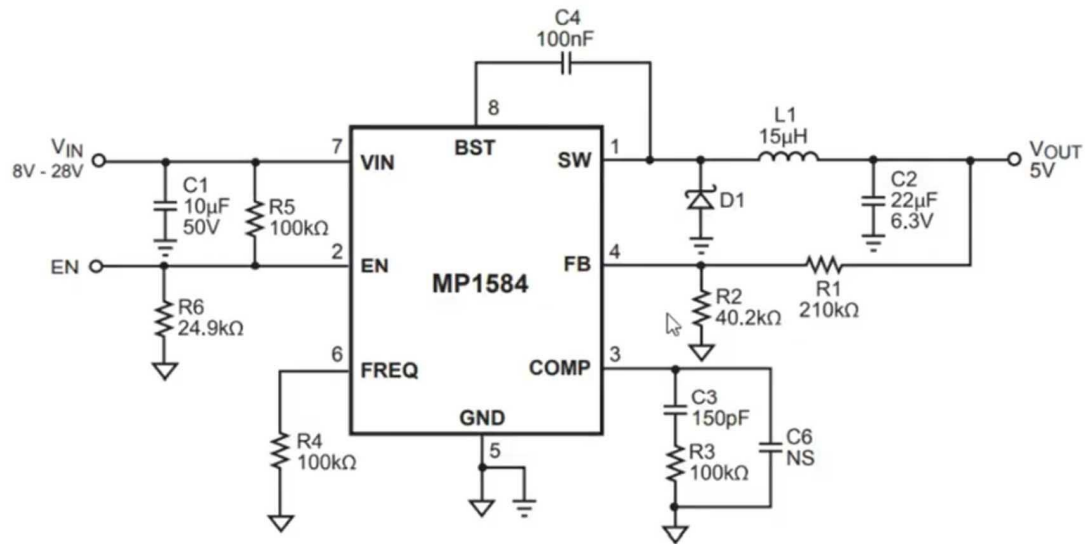 C4
100nF
8
L1
15µH
VIN
8V - 28V
7
VIN
BST
SW
1
VOUT
5V
C1
10µF
50V
R5
100kΩ
D1
C2
22µF
6.3V
EN
2
EN
MP1584
FB
4
R6
24.9kΩ
R2
40.2kΩ
R1
210kΩ
6
FREQ
COMP
3
GND
5
C3
150pF
R4
100kΩ
R3
100kΩ
C6
NS